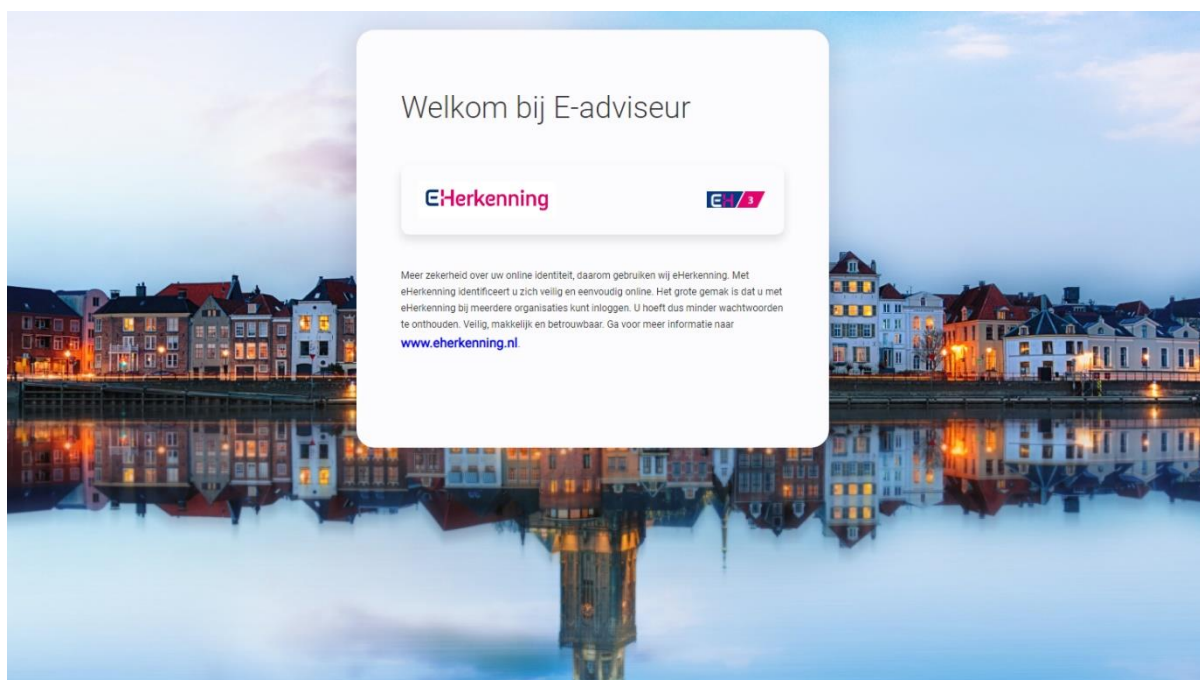 Welkom bij E-adviseur
EHerkenning
EH/3
Meer zekerheid over uw online identiteit, daarom gebruiken wij eHerkenning. Met
eHerkenning identificeert u zich veilig en eenvoudig online. Het grote gemak is dat u met
eHerkenning bij meerdere organisaties kunt inloggen. U hoeft dus minder wachtwoorden
te onthouden. Veilig, makkelijk en betrouwbaar. Ga voor meer informatie naar
www.eherkenning.nl.